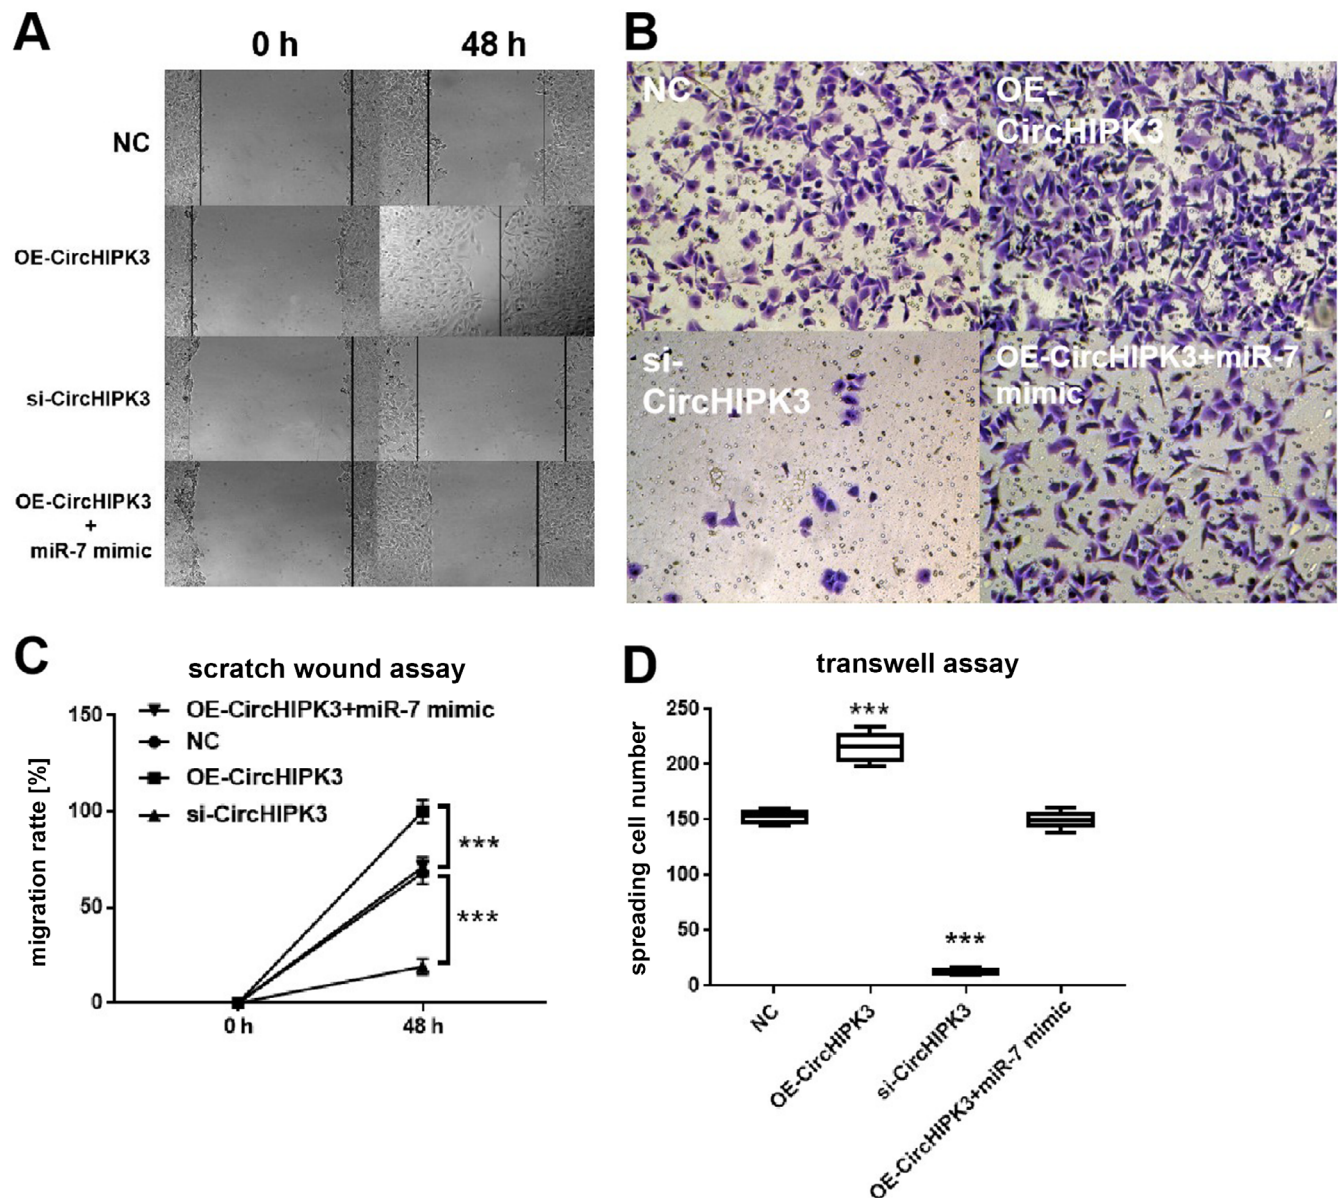 A
0 h
48 h
NC
OE-CircHIPK3
si-CircHIPK3
OE-CircHIPK3
+
miR-7 mimic
B
NC
OE-
CircHIPK3
si-
CircHIPK3
OE-CircHIPK3+miR-7
mimic
C
scratch wound assay
OE-CircHIPK3+miR-7 mimic
NC
OE-CircHIPK3
si-CircHIPK3
migration ratte [%]
150
100
50
0
***
***
0 h
48 h
D
transwell assay
spreading cell number
250
200
150
100
50
0
***
***
NC
OE-CircHIPK3
si-CircHIPK3
OE-CircHIPK3+miR-7 mimic